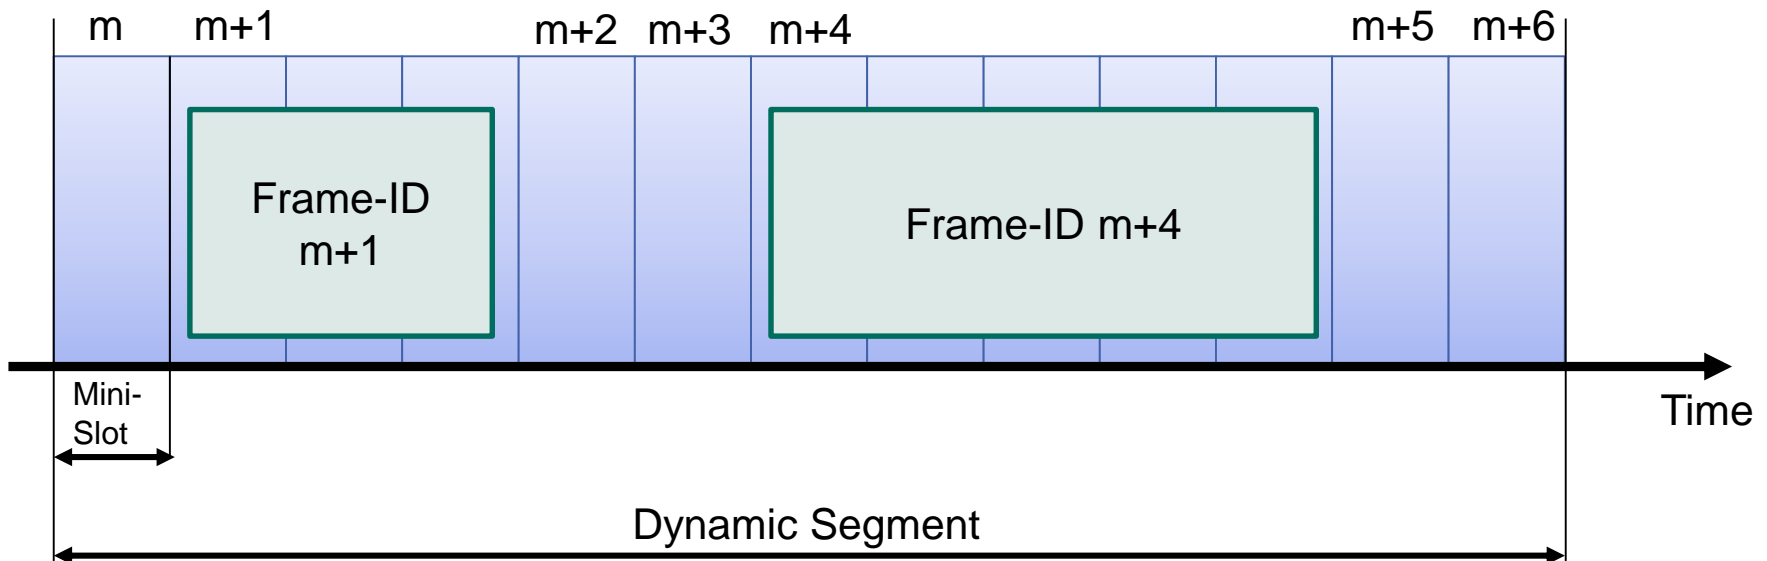 m m+1 m+2 m+3 m+4 m+5 m+6
Frame-ID
m+1
Frame-ID m+4
Mini-
Slot
Time
Dynamic Segment